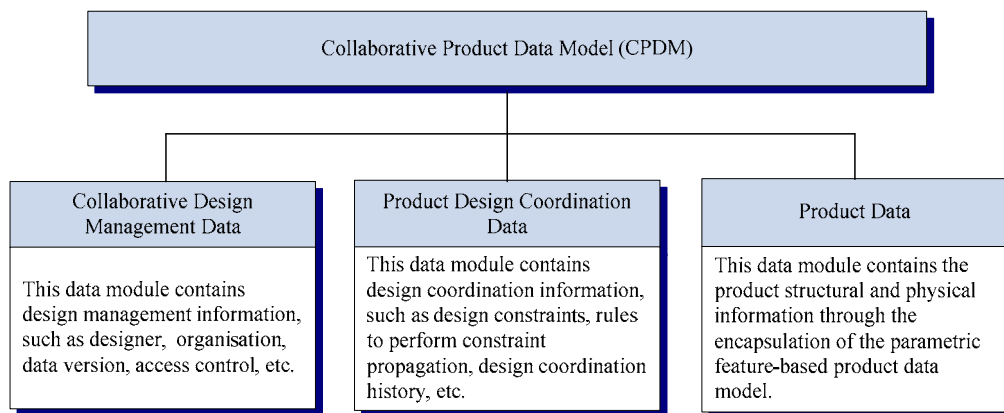 Collaborative Product Data Model (CPDM)
Collaborative Design
Management Data
This data module contains
design management information,
such as designer, organisation,
data version, access control, etc.
Product Design Coordination
Data
This data module contains
design coordination information,
such as design constraints, rules
to perform constraint
propagation, design coordination
history, etc.
Product Data
This data module contains the
product structural and physical
information through the
encapsulation of the parametric
feature-based product data
model.